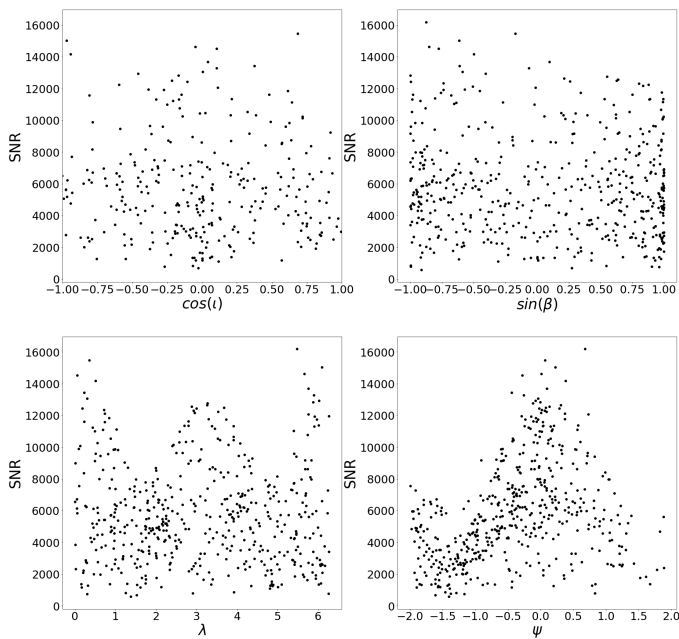 16000 14000 12000 10000 8000 6000 4000 2000 0
SNR
−1.00 −0.75 −0.50 −0.25 0.00 0.25 0.50 0.75 1.00
cos(ι)
16000 14000 12000 10000 8000 6000 4000 2000 0
SNR
−1.00 −0.75 −0.50 −0.25 0.00 0.25 0.50 0.75 1.00
sin(β)
16000 14000 12000 10000 8000 6000 4000 2000 0
SNR
0 1 2 3 4 5 6
λ
16000 14000 12000 10000 8000 6000 4000 2000 0
SNR
−2.0 −1.5 −1.0 −0.5 0.0 0.5 1.0 1.5 2.0
ψ